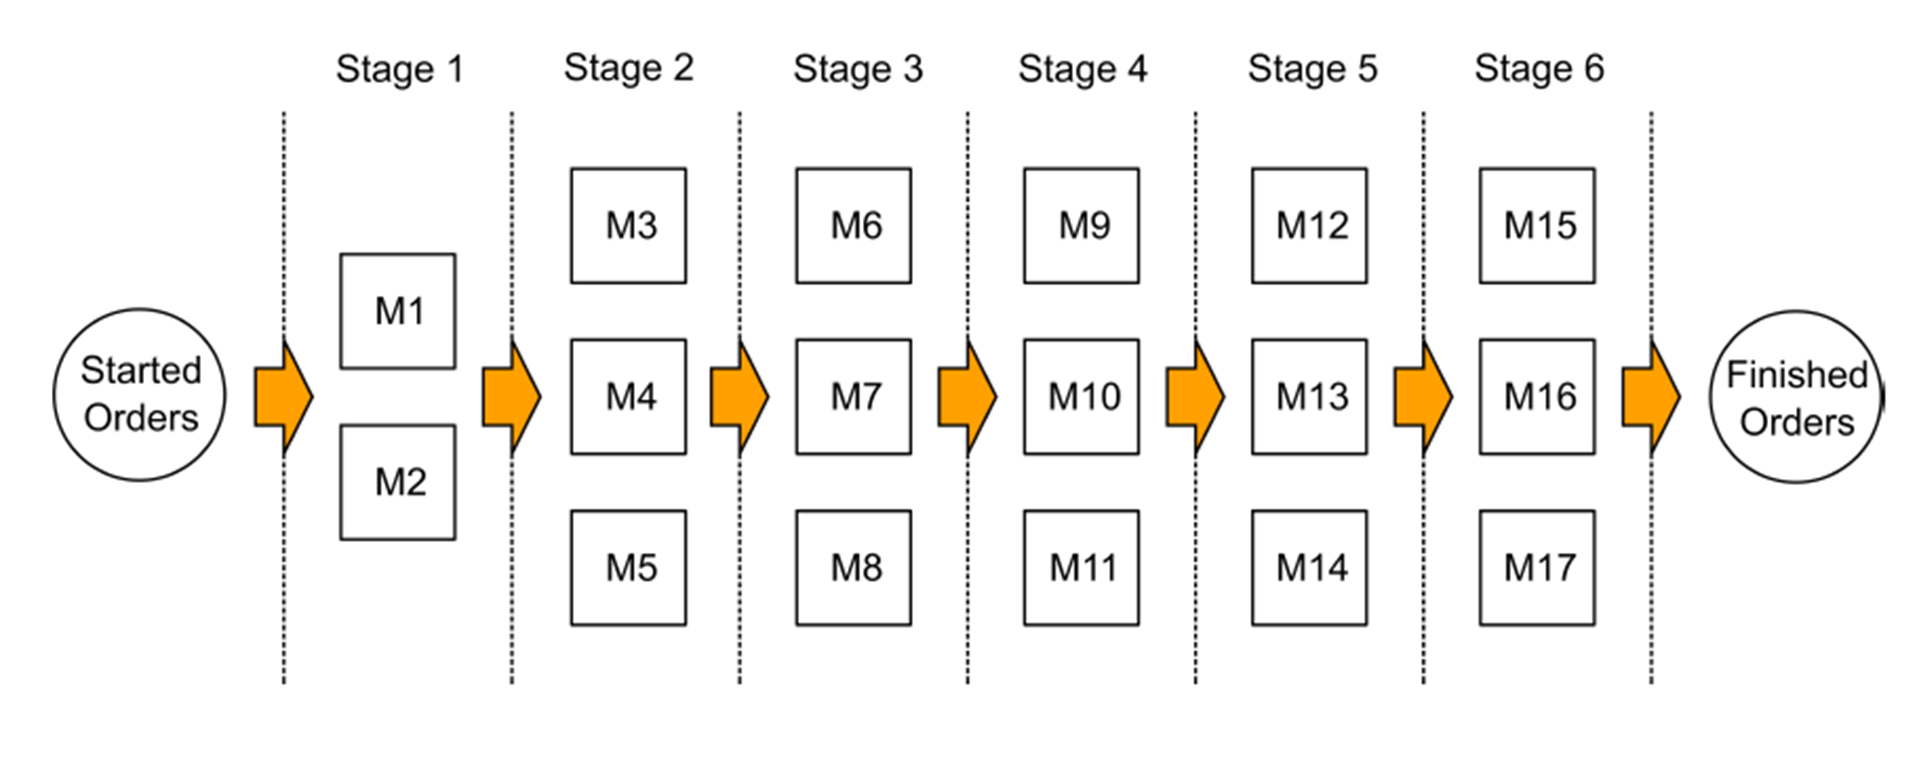 Stage 1
Stage 2
Stage 3
Stage 4
Stage 5
Stage 6
Started
Orders
M1
M2
M3
M4
M5
M6
M7
M8
M9
M10
M11
M12
M13
M14
M15
M16
M17
Finished
Orders